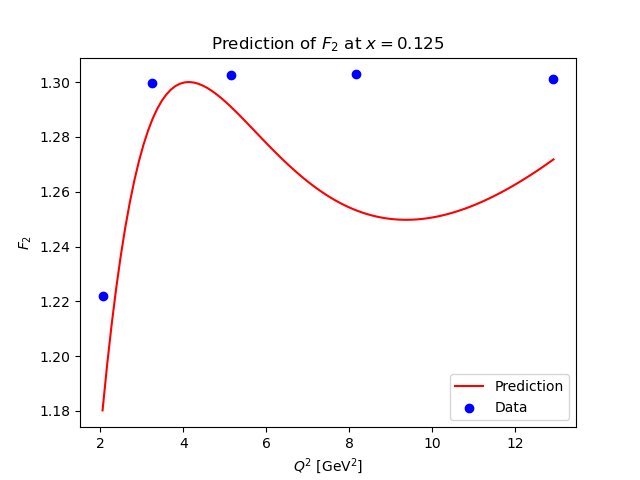 Prediction of F₂ at x = 0.125
1.30
1.28
1.26
1.24
1.22
1.20
1.18
F₂
2
4
6
8
10
12
Q² [GeV²]
Prediction
Data